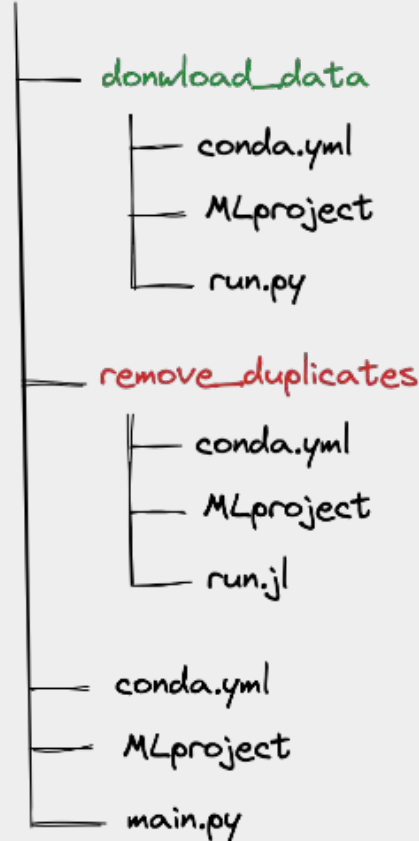 donwload_data
conda.yml
MLproject
run.py
remove_duplicates
conda.yml
MLproject
run.jl
conda.yml
MLproject
main.py